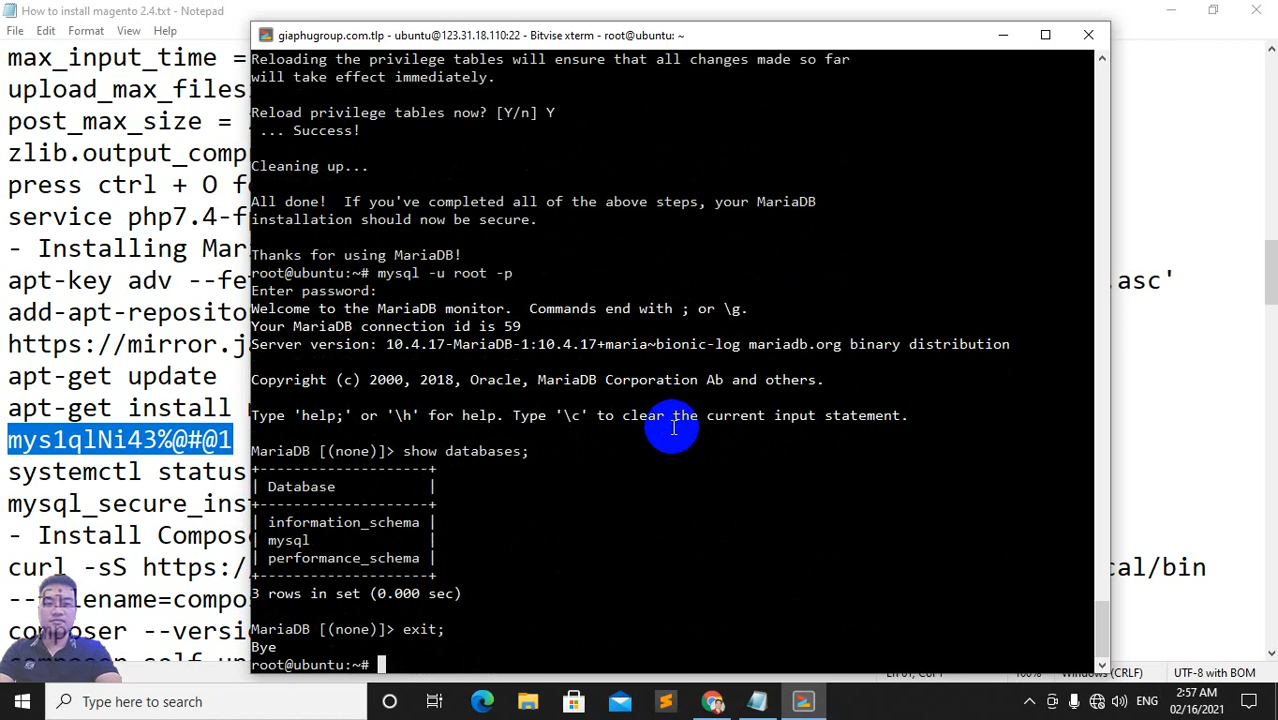 How to install magento 2.4.txt - Notepad
File Edit Format View Help
max_input_time =
upload_max_files
post_max_size =
zlib.output_comp
press ctrl + O fo
service php7.4-fp
- Installing Mar
apt-key adv --fe
.asc'
add-apt-reposito
https://mirror.j
apt-get update
apt-get install
mys1qlNi43%@#@1
systemctl status
mysql_secure_ins
- Install Compos
curl -sS https:/
cal/bin
composer --versi
composer self-up
giaphugroup.com.tlp - ubuntu@123.31.18.110:22 - Bitvise xterm - root@ubuntu: ~
Reloading the privilege tables will ensure that all changes made so far
will take effect immediately.
Reload privilege tables now? [Y/n] Y
... Success!
Cleaning up...
All done! If you've completed all of the above steps, your MariaDB
installation should now be secure.
Thanks for using MariaDB!
root@ubuntu:~# mysql -u root -p
Enter password:
Welcome to the MariaDB monitor. Commands end with ; or \g.
Your MariaDB connection id is 59
Server version: 10.4.17-MariaDB-1:10.4.17+maria~bionic-log mariadb.org binary distribution
Copyright (c) 2000, 2018, Oracle, MariaDB Corporation Ab and others.
Type 'help;' or '\h' for help. Type '\c' to clear the current input statement.
MariaDB [(none)]> show databases;
+--------------------+
| Database |
+--------------------+
| information_schema |
| mysql |
| performance_schema |
+--------------------+
3 rows in set (0.000 sec)
MariaDB [(none)]> exit;
Bye
root@ubuntu:~#
100%
Windows (CRLF)
UTF-8 with BOM
Type here to search
ENG
2:57 AM
02/16/2021